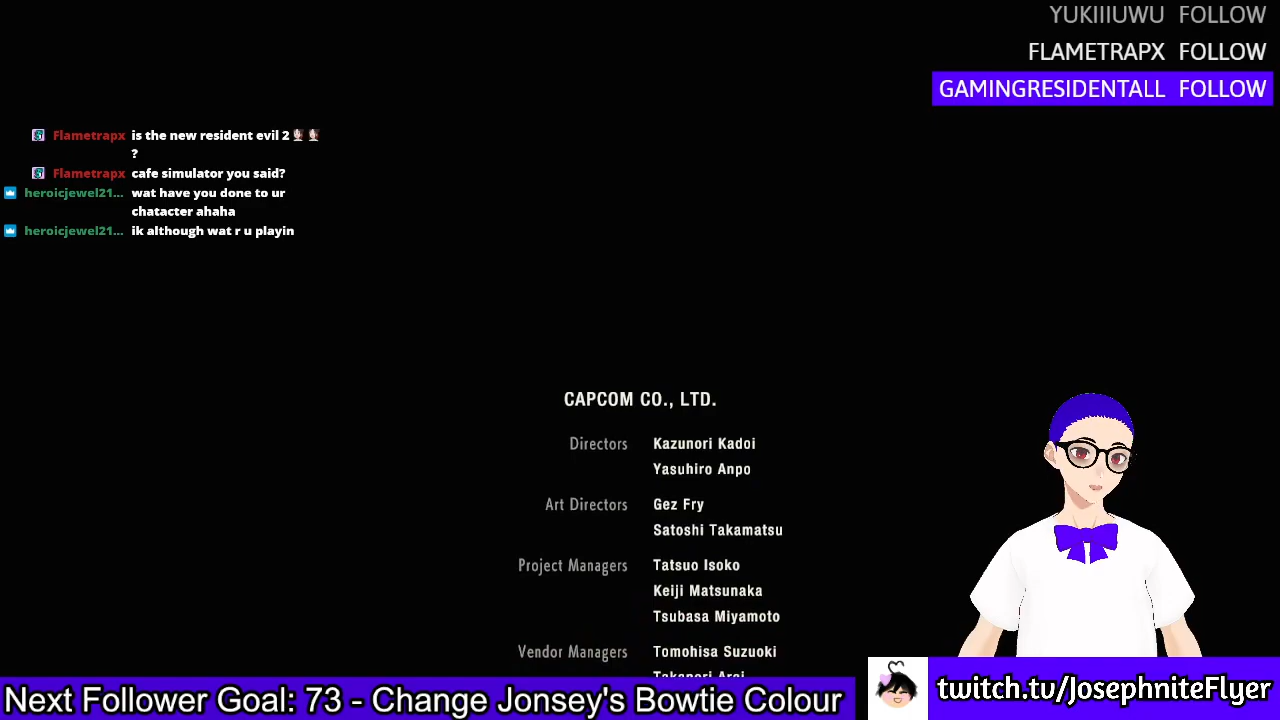 YUKIIIUWU FOLLOW
FLAMETRAPX FOLLOW
GAMINGRESIDENTALL FOLLOW
Flametrapx is the new resident evil 2
?
Flametrapx cafe simulator you said?
heroicjewel21... wat have you done to ur
chatacter ahaha
heroicjewel21... ik although wat r u playin
CAPCOM CO., LTD.
Directors Kazunori Kadoi
Yasuhiro Anpo
Art Directors Gez Fry
Satoshi Takamatsu
Project Managers Tatsuo Isoko
Keiji Matsunaka
Tsubasa Miyamoto
Vendor Managers Tomohisa Suzuoki
Next Follower Goal: 73 - Change Jonsey's Bowtie Colour
twitch.tv/JosephniteFlyer